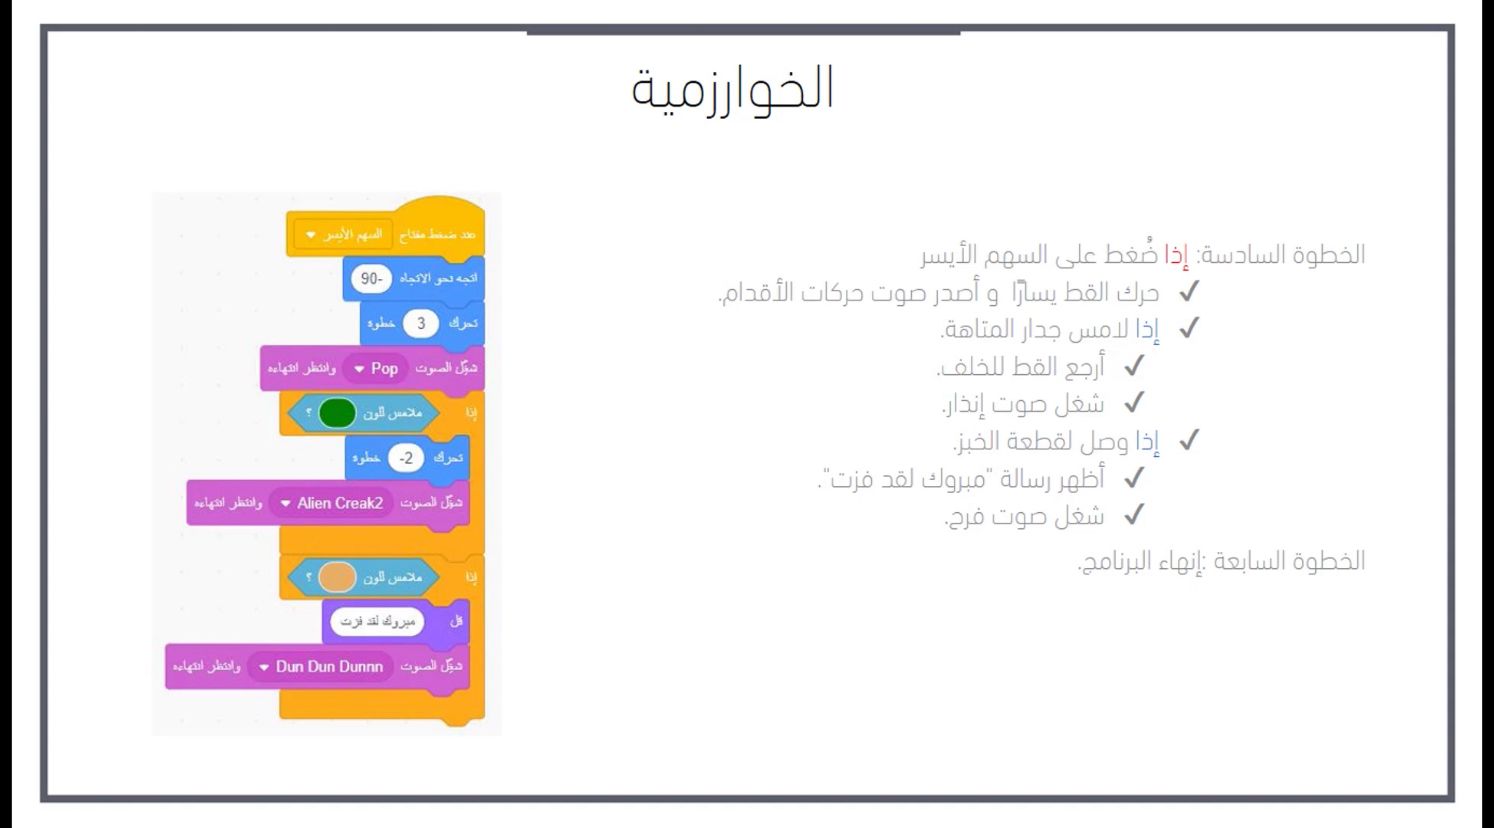 الخوارزمية
الخطوة السادسة: إذا ضُغط على السهم الأيسر
✓ حرك القط يسارًا و أصدر صوت حركات الأقدام.
✓ إذا لامس جدار المتاهة.
✓ أرجع القط للخلف.
✓ شغل صوت إنذار.
✓ إذا وصل لقطعة الخبز.
✓ أظهر رسالة "مبروك لقد فزت".
✓ شغل صوت فرح.
الخطوة السابعة :إنهاء البرنامج.
عند ضغط مفتاح السهم الأيسر
اتجه نحو الاتجاه -90
تحرك 3 خطوة
شغّل الصوت Pop وانتظر انتهاءه
إذا ملامس للون ؟
تحرك -2 خطوة
شغّل الصوت Alien Creak2 وانتظر انتهاءه
إذا ملامس للون ؟
قل مبروك لقد فزت
شغّل الصوت Dun Dun Dunnn وانتظر انتهاءه